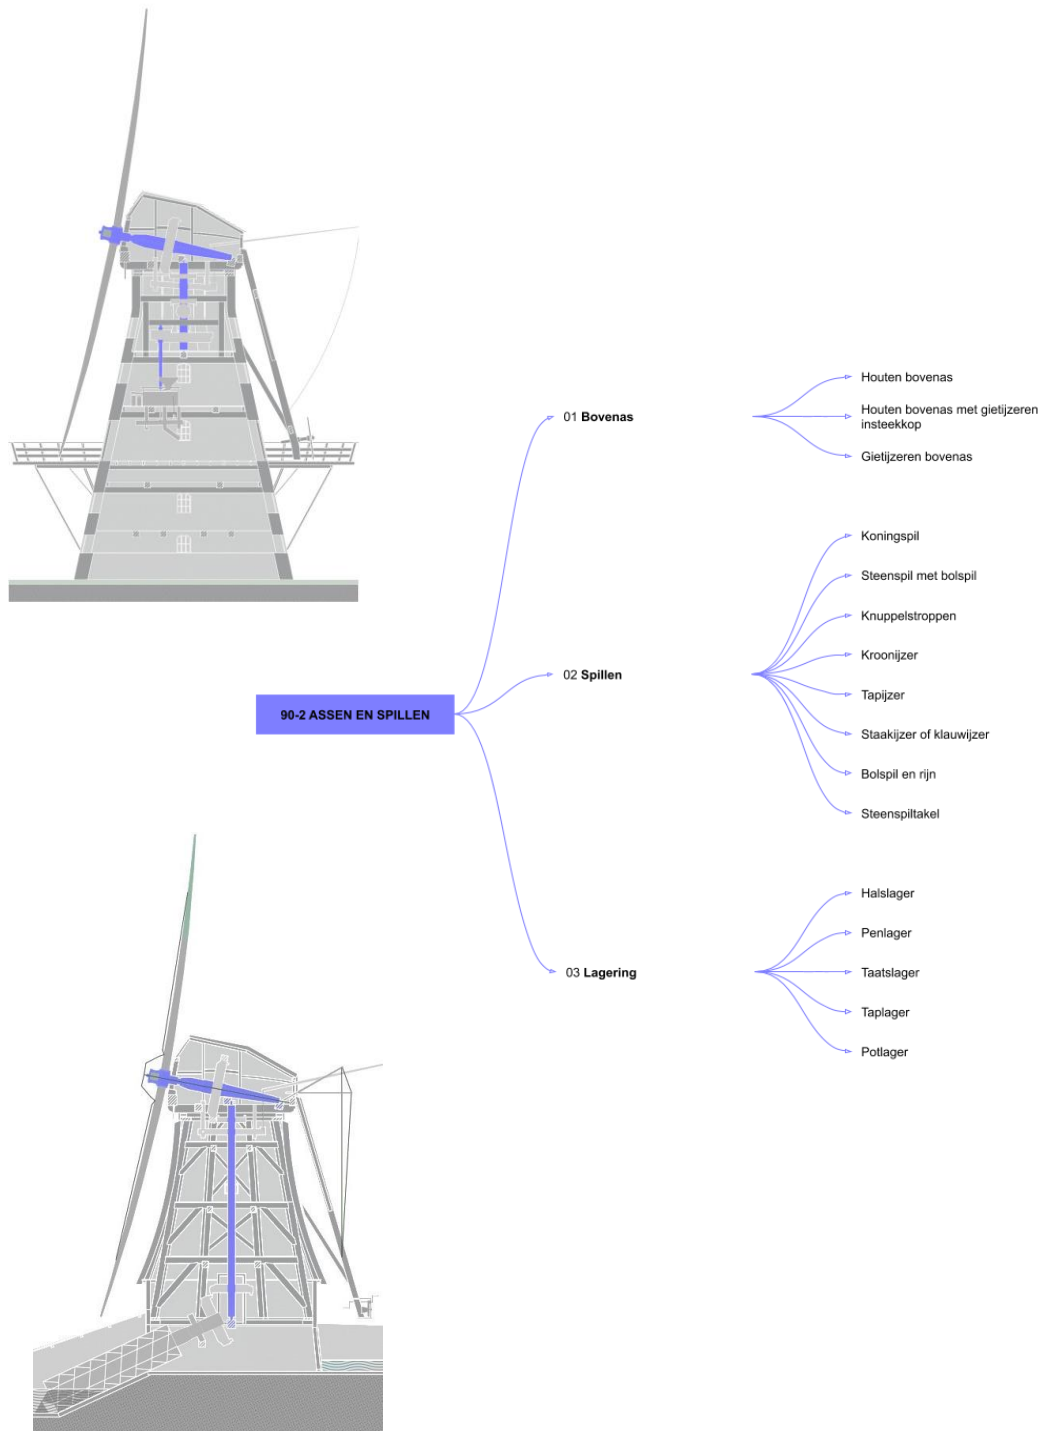 90-2 ASSEN EN SPILLEN
01 Bovenas
Houten bovenas
Houten bovenas met gietijzeren
insteekkop
Gietijzeren bovenas
02 Spillen
Koningspil
Steenspil met bolspil
Knuppelstroppen
Kroonijzer
Tapijzer
Staakijzer of klauwijzer
Bolspil en rijn
Steenspiltakel
03 Lagering
Halslager
Penlager
Taatslager
Taplager
Potlager